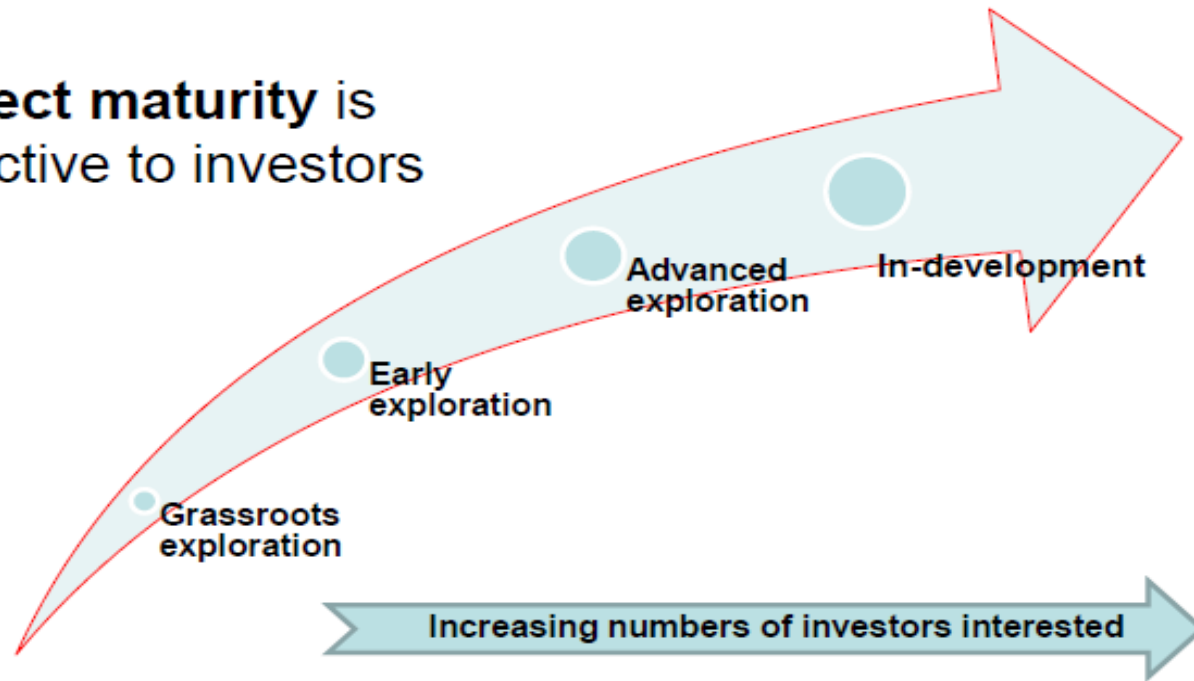 ect maturity is
ctive to investors
In-development
Advanced
exploration
Early
exploration
Grassroots
exploration
Increasing numbers of investors interested